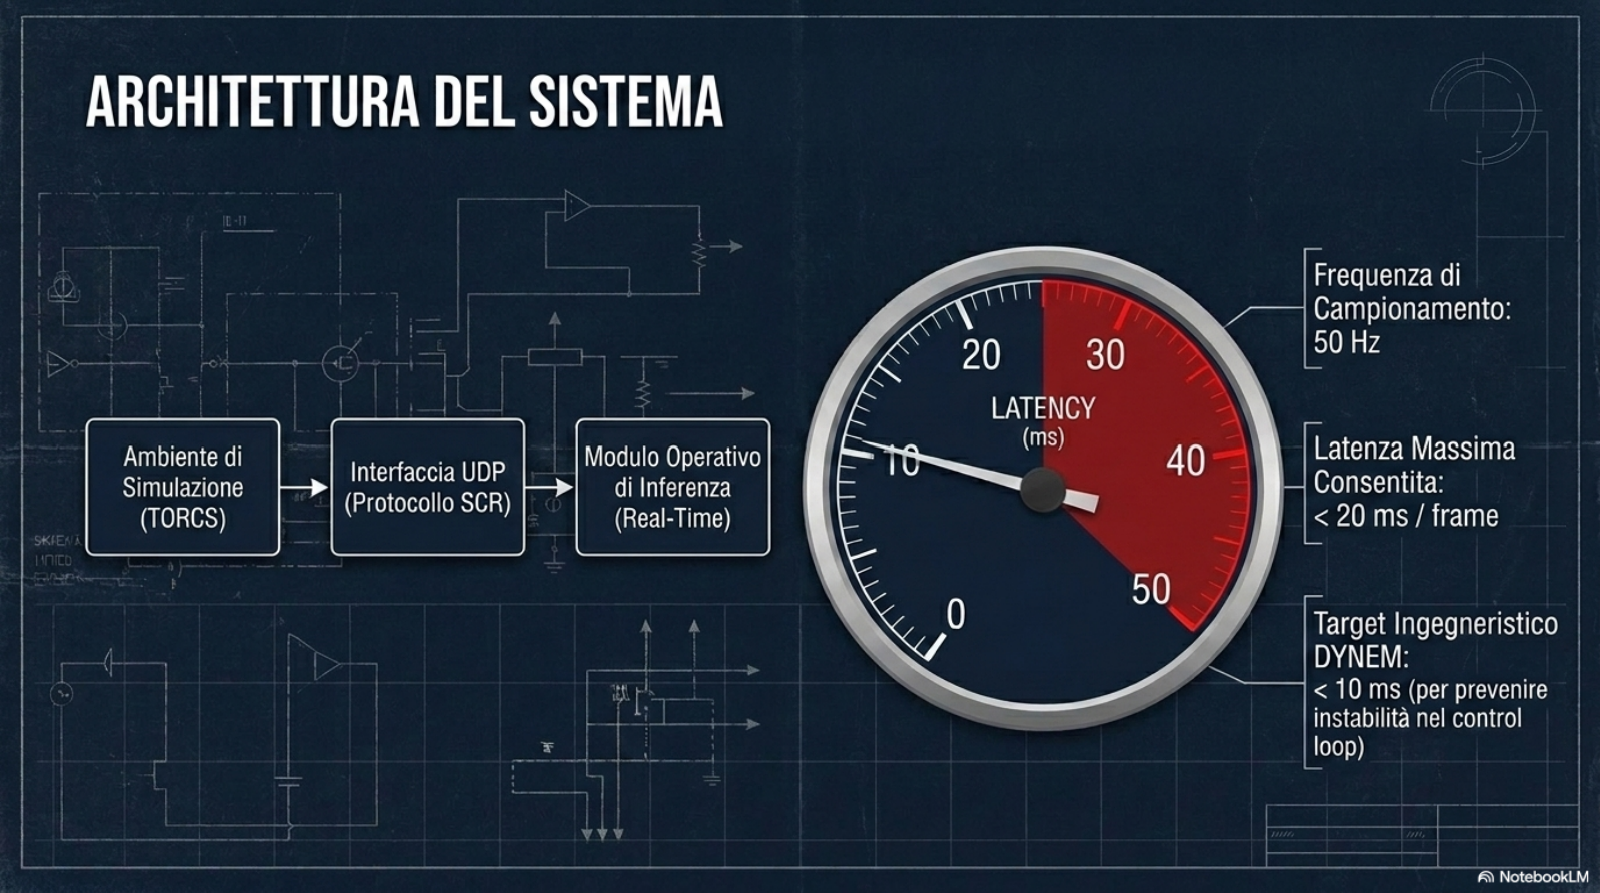 ARCHITETTURA DEL SISTEMA
Ambiente di
Simulazione
(TORCS)
Interfaccia UDP
(Protocollo SCR)
Modulo Operativo
di Inferenza
(Real-Time)
20
30
LATENCY
(ms)
10
40
50
0
Frequenza di
Campionamento:
50 Hz
Latenza Massima
Consentita:
< 20 ms / frame
Target Ingegneristico
DYNEM:
< 10 ms (per prevenire
instabilità nel control
loop)
NotebookLM